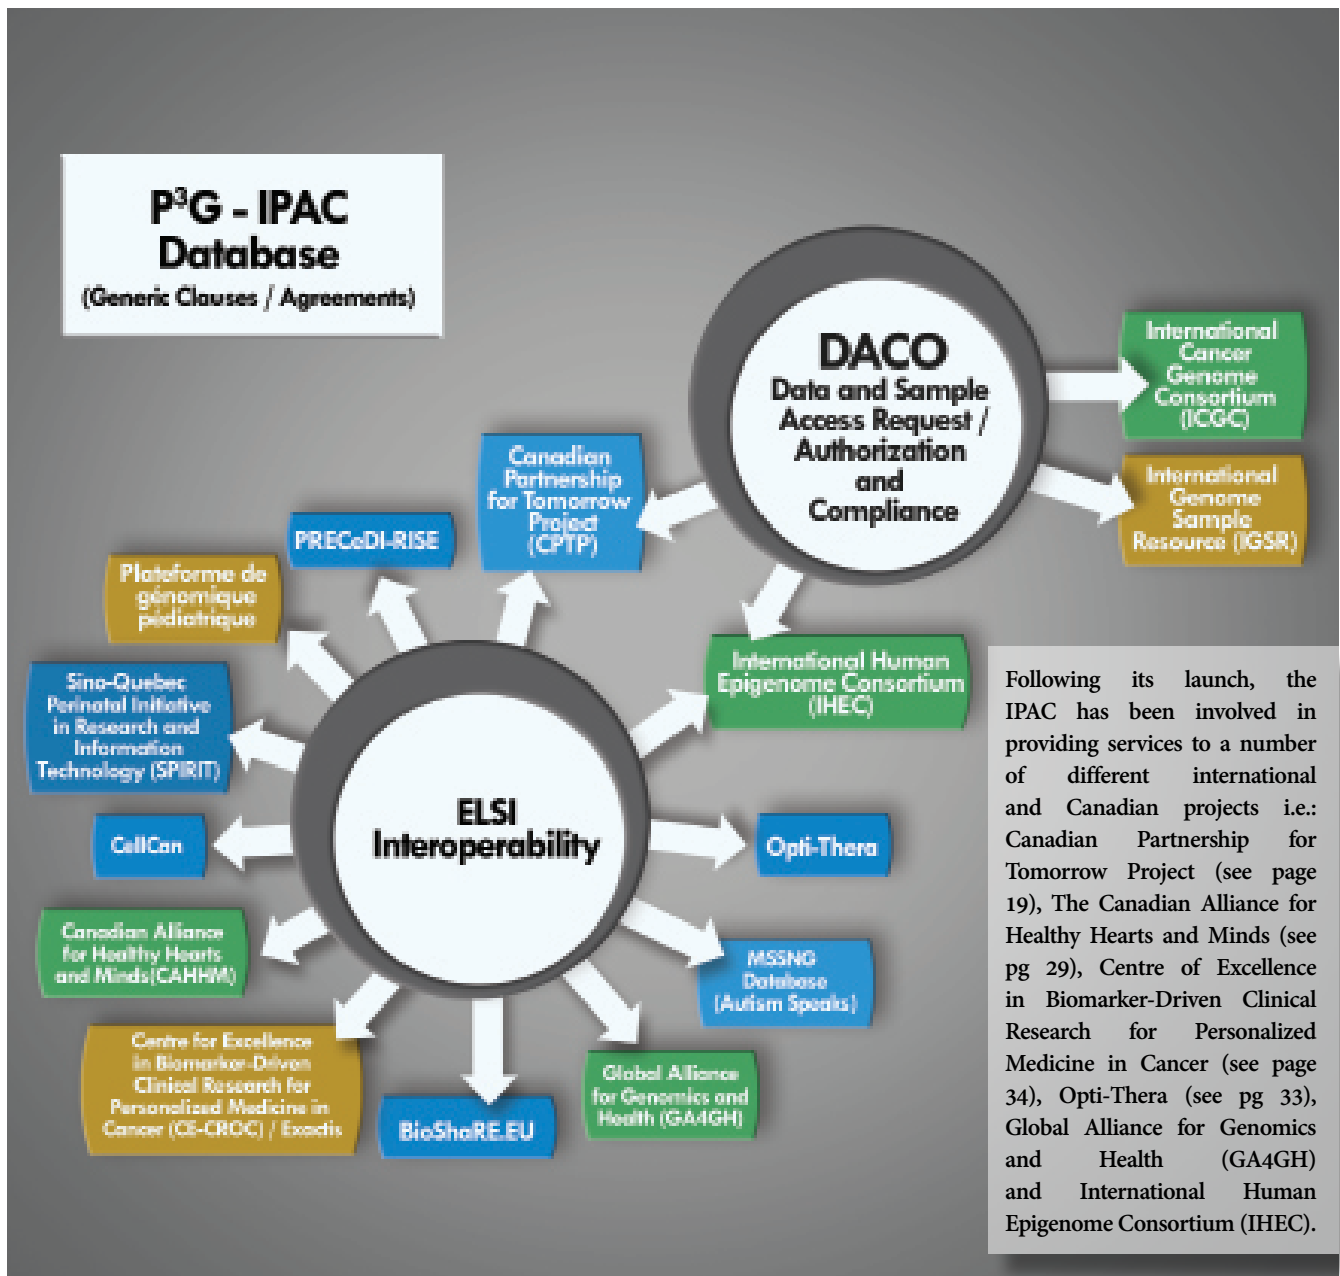 P³G - IPAC
Database
(Generic Clauses / Agreements)
DACO
Data and Sample
Access Request /
Authorization
and
Compliance
International
Cancer
Genome
Consortium
(ICGC)
International
Genome
Sample
Resource (IGSR)
Canadian
Partnership
for Tomorrow
Project
(CPTP)
PRECeDI-RISE
Plateforme de
génomique
pédiatrique
Sino-Quebec
Perinatal Initiative
in Research and
Information
Technology (SPIRIT)
CellCan
Canadian Alliance
for Healthy Hearts
and Minds(CAHHM)
Centre for Excellence
in Biomarker-Driven
Clinical Research for
Personalized Medicine in
Cancer (CE-CROC) / Exactis
BioShaRE.EU
Global Alliance
for Genomics and
Health (GA4GH)
MSSNG
Database
(Autism Speaks)
Opti-Thera
International Human
Epigenome Consortium
(IHEC)
ELSI
Interoperability
Following its launch, the
IPAC has been involved in
providing services to a number
of different international
and Canadian projects i.e.:
Canadian Partnership for
Tomorrow Project (see page
19), The Canadian Alliance for
Healthy Hearts and Minds (see
pg 29), Centre of Excellence
in Biomarker-Driven Clinical
Research for Personalized
Medicine in Cancer (see page
34), Opti-Thera (see pg 33),
Global Alliance for Genomics
and Health (GA4GH)
and International Human
Epigenome Consortium (IHEC).